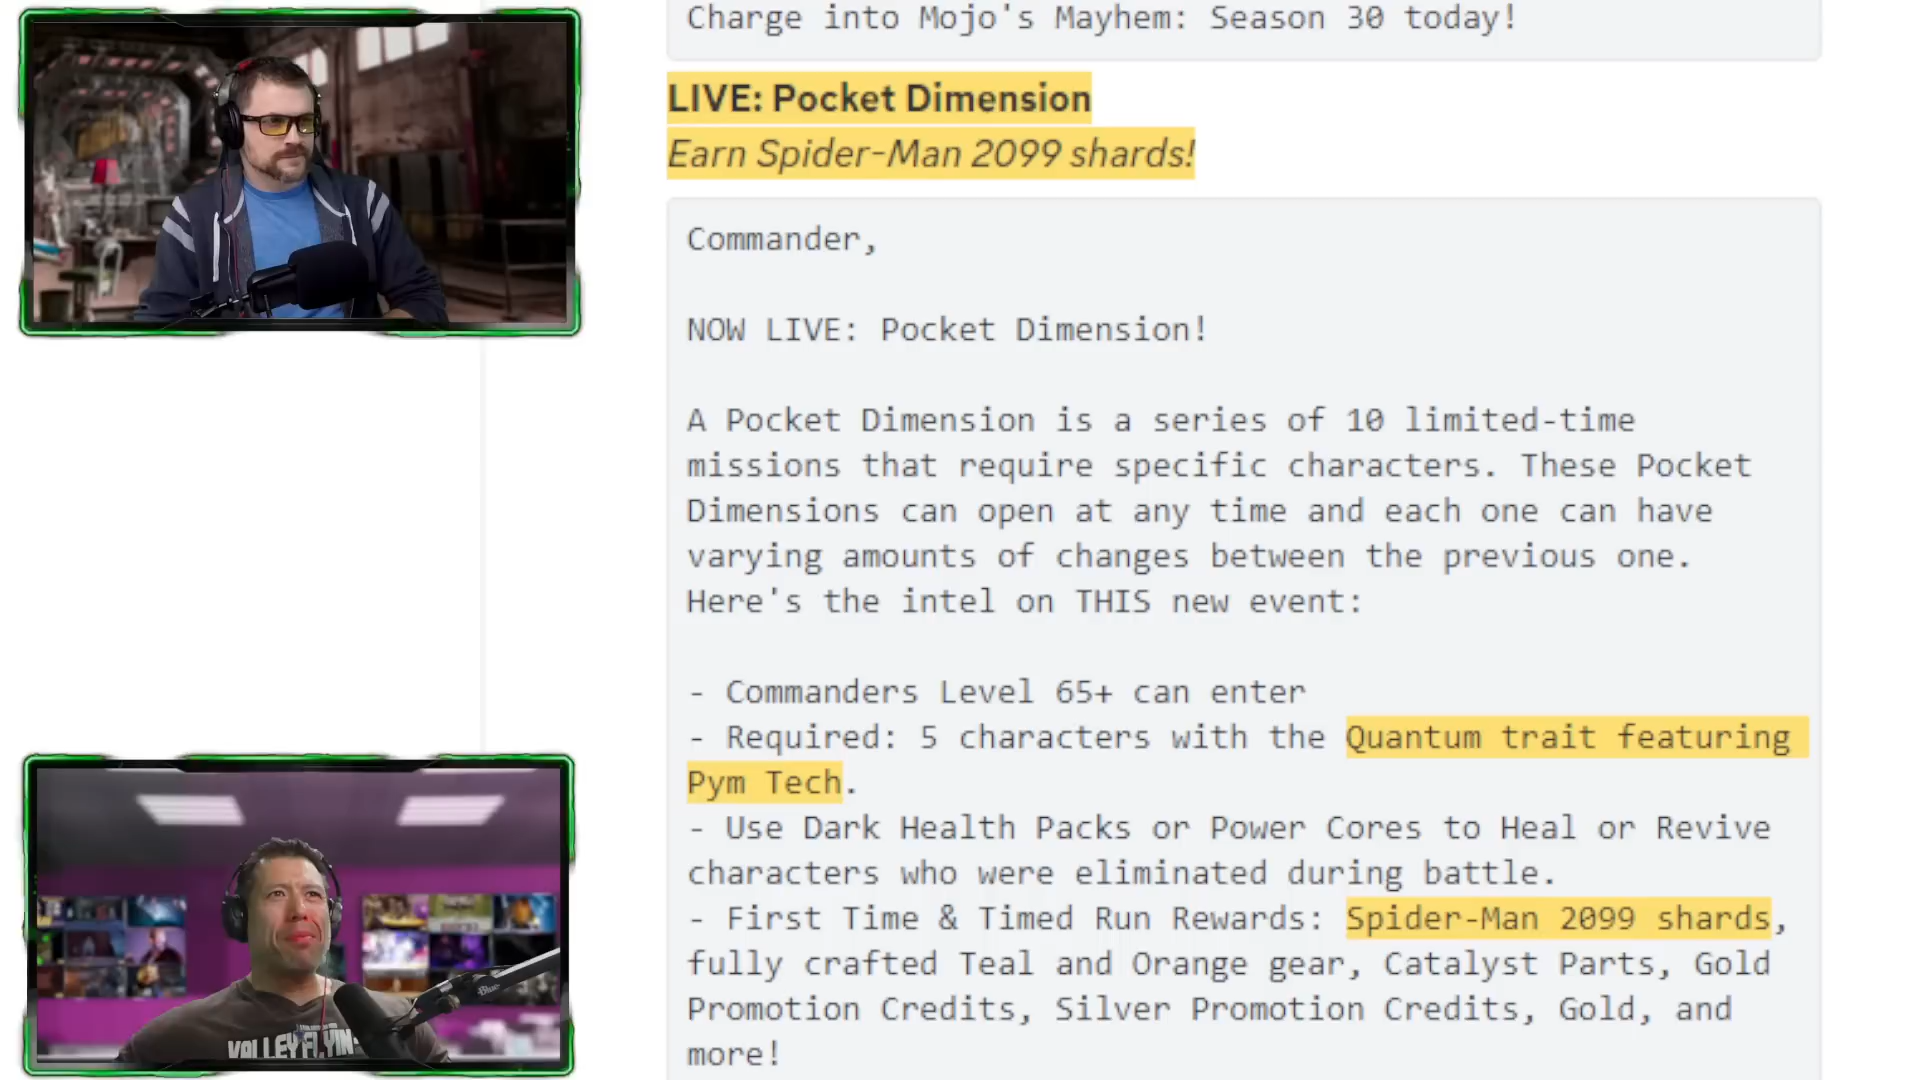 Charge into Mojo's Mayhem: Season 30 today!
LIVE: Pocket Dimension
Earn Spider-Man 2099 shards!
Commander,
NOW LIVE: Pocket Dimension!
A Pocket Dimension is a series of 10 limited-time
missions that require specific characters. These Pocket
Dimensions can open at any time and each one can have
varying amounts of changes between the previous one.
Here's the intel on THIS new event:
- Commanders Level 65+ can enter
- Required: 5 characters with the Quantum trait featuring
Pym Tech.
- Use Dark Health Packs or Power Cores to Heal or Revive
characters who were eliminated during battle.
- First Time & Timed Run Rewards: Spider-Man 2099 shards,
fully crafted Teal and Orange gear, Catalyst Parts, Gold
Promotion Credits, Silver Promotion Credits, Gold, and
more!
Blue
VALLEY FLYIN